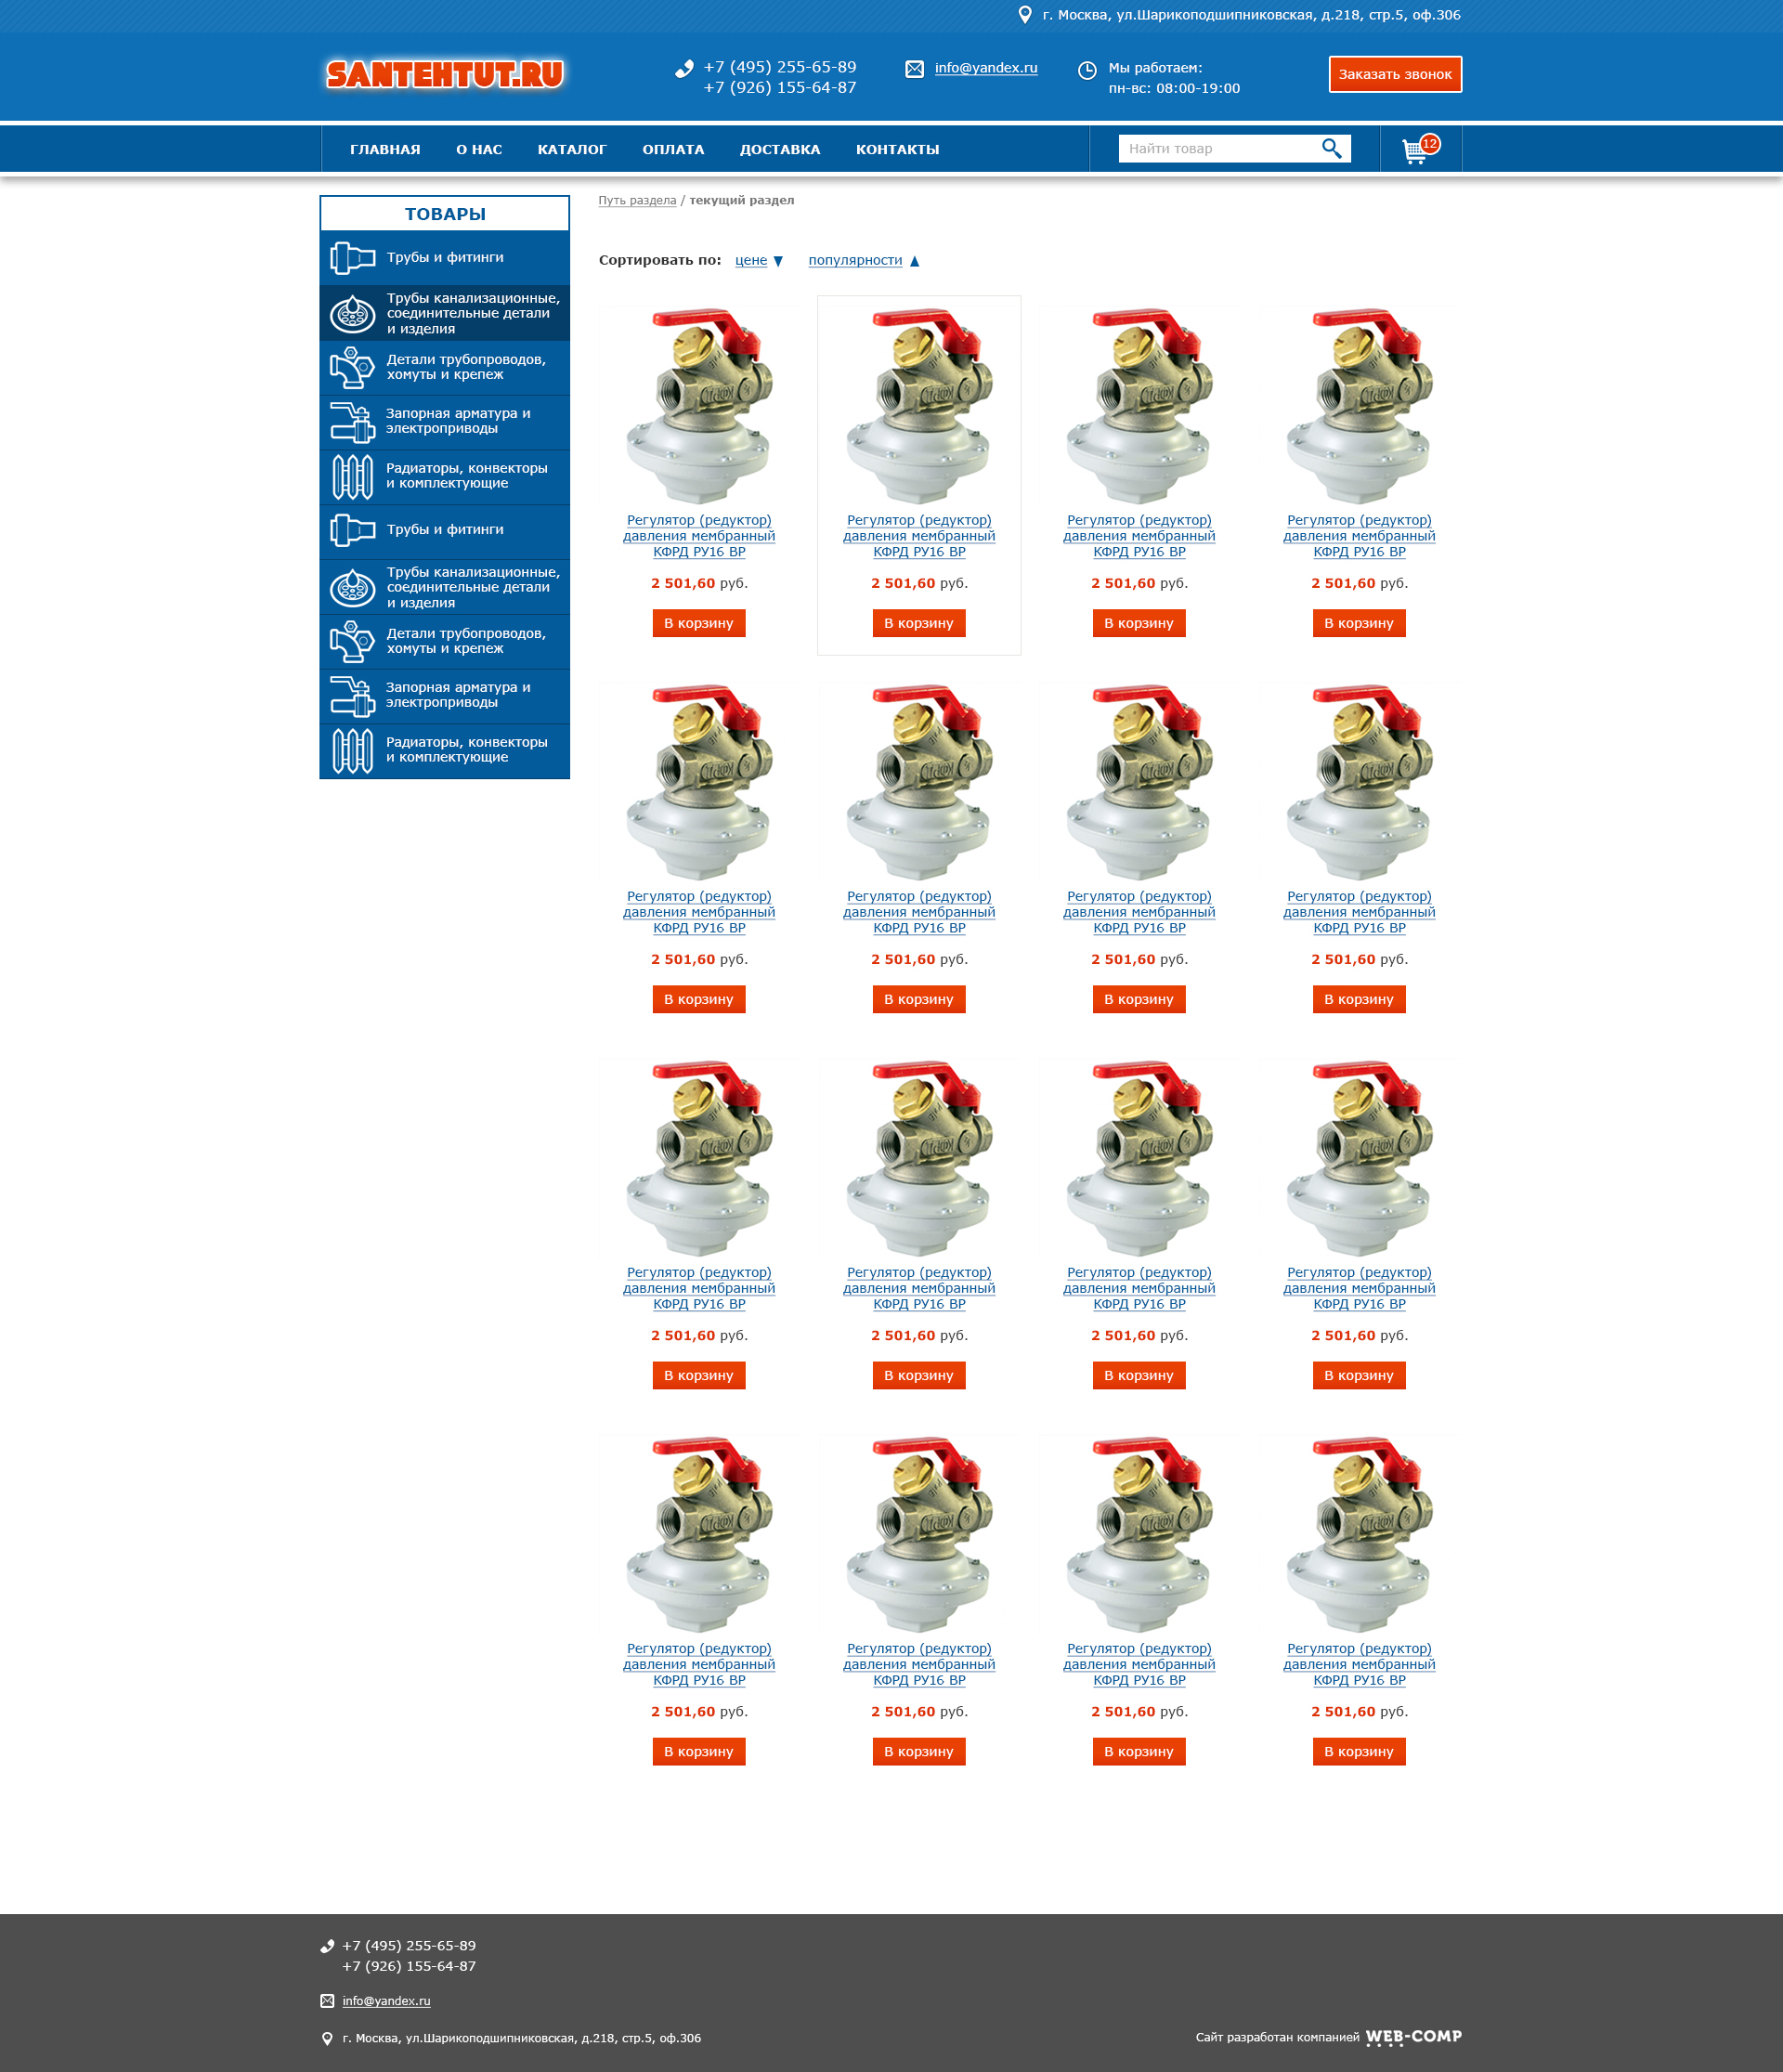 г. Москва, ул.Шарикоподшипниковская, д.218, стр.5, оф.306
SANTEHTUT.RU
+7 (495) 255-65-89
+7 (926) 155-64-87
info@yandex.ru
Мы работаем:
пн-вс: 08:00-19:00
Заказать звонок
ГЛАВНАЯ О НАС КАТАЛОГ ОПЛАТА ДОСТАВКА КОНТАКТЫ
Найти товар
12
ТОВАРЫ
Трубы и фитинги
Трубы канализационные,
соединительные детали
и изделия
Детали трубопроводов,
хомуты и крепеж
Запорная арматура и
электроприводы
Радиаторы, конвекторы
и комплектующие
Трубы и фитинги
Трубы канализационные,
соединительные детали
и изделия
Детали трубопроводов,
хомуты и крепеж
Запорная арматура и
электроприводы
Радиаторы, конвекторы
и комплектующие
Путь раздела / текущий раздел
Сортировать по: цене ▼ популярности ▲
Регулятор (редуктор) Регулятор (редуктор) Регулятор (редуктор) Регулятор (редуктор)
давления мембранный давления мембранный давления мембранный давления мембранный
КФРД РУ16 ВР КФРД РУ16 ВР КФРД РУ16 ВР КФРД РУ16 ВР
2 501,60 руб. 2 501,60 руб. 2 501,60 руб. 2 501,60 руб.
В корзину В корзину В корзину В корзину
Регулятор (редуктор) Регулятор (редуктор) Регулятор (редуктор) Регулятор (редуктор)
давления мембранный давления мембранный давления мембранный давления мембранный
КФРД РУ16 ВР КФРД РУ16 ВР КФРД РУ16 ВР КФРД РУ16 ВР
2 501,60 руб. 2 501,60 руб. 2 501,60 руб. 2 501,60 руб.
В корзину В корзину В корзину В корзину
Регулятор (редуктор) Регулятор (редуктор) Регулятор (редуктор) Регулятор (редуктор)
давления мембранный давления мембранный давления мембранный давления мембранный
КФРД РУ16 ВР КФРД РУ16 ВР КФРД РУ16 ВР КФРД РУ16 ВР
2 501,60 руб. 2 501,60 руб. 2 501,60 руб. 2 501,60 руб.
В корзину В корзину В корзину В корзину
Регулятор (редуктор) Регулятор (редуктор) Регулятор (редуктор) Регулятор (редуктор)
давления мембранный давления мембранный давления мембранный давления мембранный
КФРД РУ16 ВР КФРД РУ16 ВР КФРД РУ16 ВР КФРД РУ16 ВР
2 501,60 руб. 2 501,60 руб. 2 501,60 руб. 2 501,60 руб.
В корзину В корзину В корзину В корзину
+7 (495) 255-65-89
+7 (926) 155-64-87
info@yandex.ru
г. Москва, ул.Шарикоподшипниковская, д.218, стр.5, оф.306
Сайт разработан компанией WEB-COMP